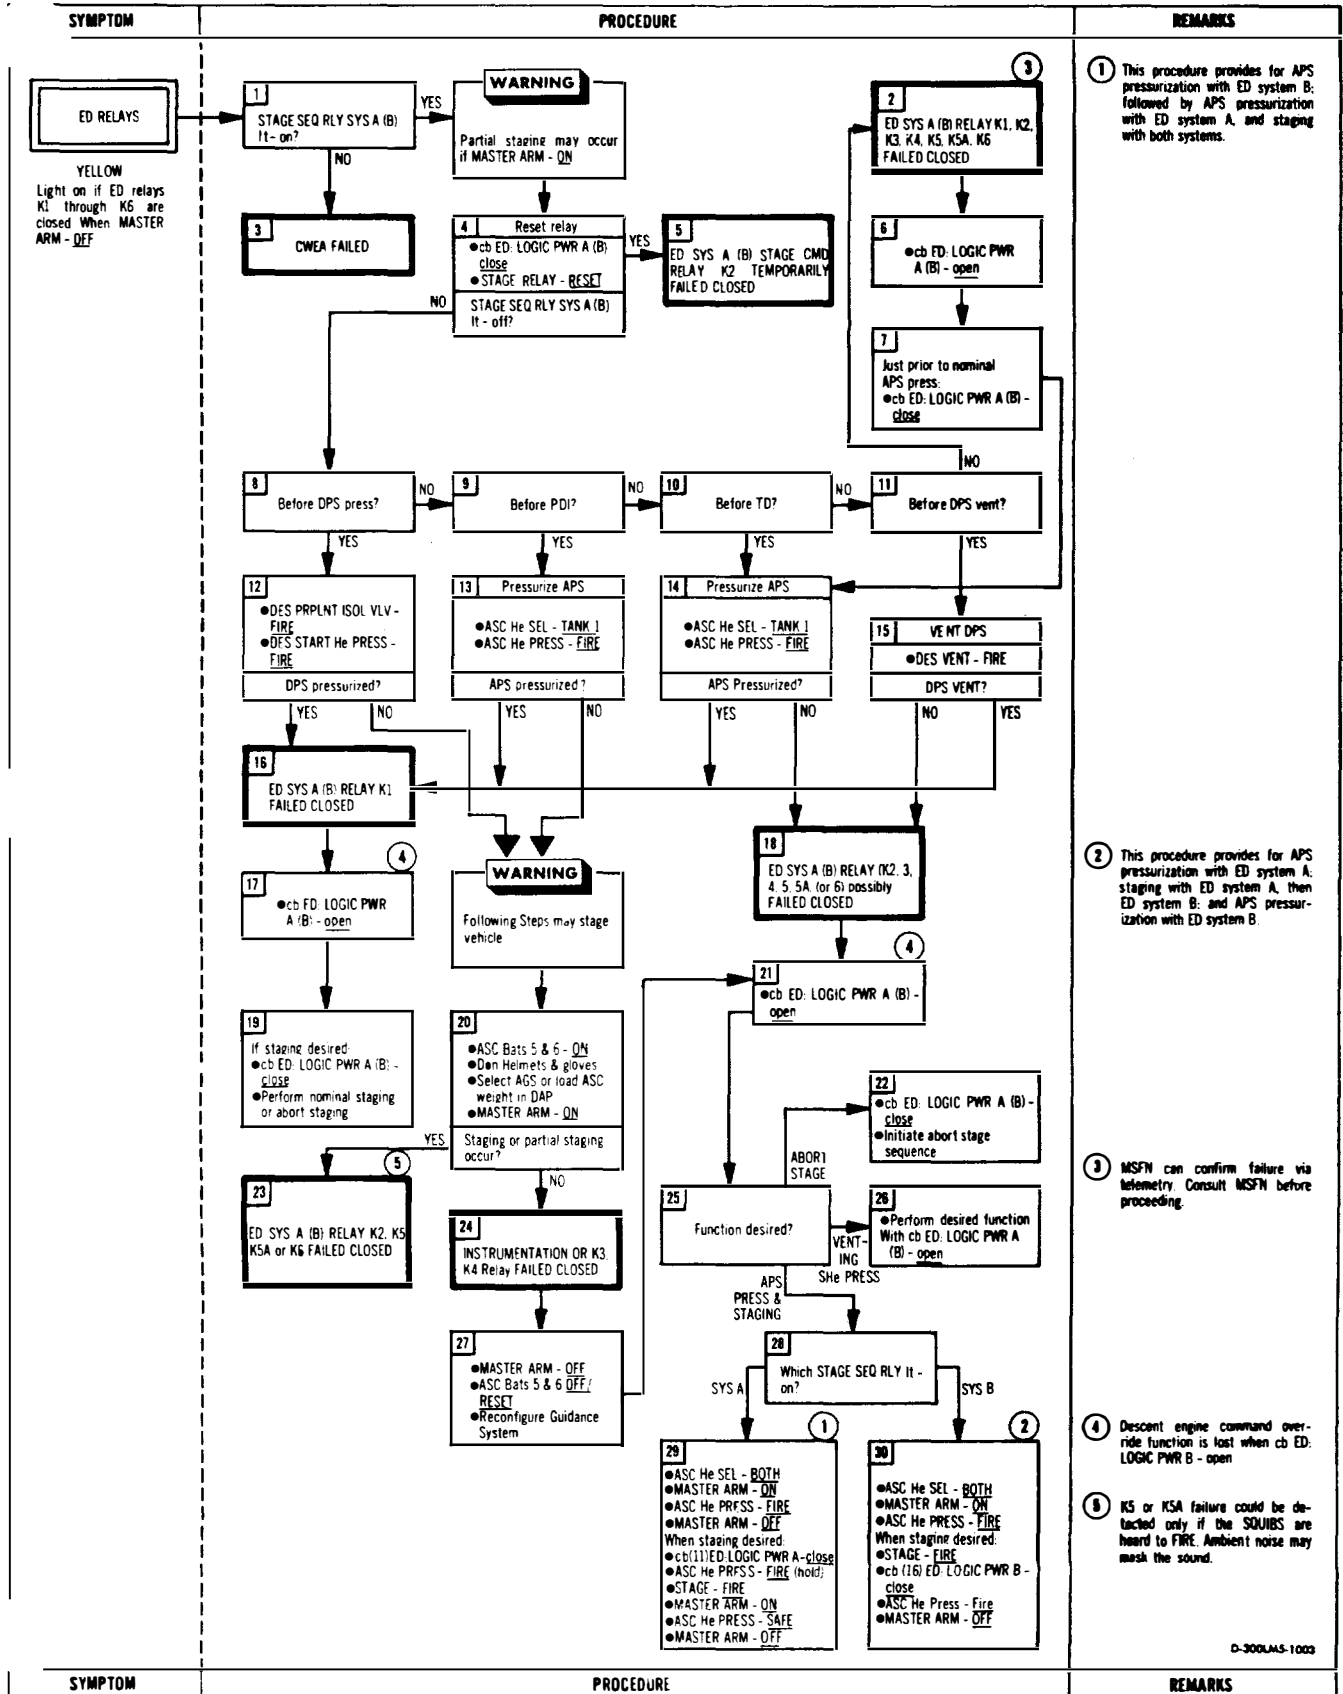 SYMPTOM
PROCEDURE
REMARKS
ED RELAYS
YELLOW
Light on if ED relays
K1 through K6 are
closed When MASTER
ARM - OFF
1
STAGE SEQ RLY SYS A (B)
lt - on?
YES
NO
WARNING
Partial staging may occur
if MASTER ARM - ON
3
2
ED SYS A (B) RELAY K1, K2,
K3, K4, K5, K5A, K6
FAILED CLOSED
3
CWEA FAILED
4
Reset relay
●cb ED: LOGIC PWR A (B)
close
●STAGE RELAY - RESET
STAGE SEQ RLY SYS A (B)
lt - off?
YES
NO
5
ED SYS A (B) STAGE CMD
RELAY K2 TEMPORARILY
FAILED CLOSED
6
●cb ED: LOGIC PWR
A (B) - open
7
Just prior to nominal
APS press:
●cb ED: LOGIC PWR A (B) -
close
NO
8
Before DPS press?
NO
YES
9
Before PDI?
NO
YES
10
Before TD?
NO
YES
11
Before DPS vent?
YES
12
●DES PRPLNT ISOL VLV -
FIRE
●DES START He PRESS -
FIRE
DPS pressurized?
YES
NO
13
Pressurize APS
●ASC He SEL - TANK 1
●ASC He PRESS - FIRE
APS pressurized?
YES
NO
14
Pressurize APS
●ASC He SEL - TANK 1
●ASC He PRESS - FIRE
APS Pressurized?
YES
NO
15
VENT DPS
●DES VENT - FIRE
DPS VENT?
NO
YES
16
ED SYS A (B) RELAY K1
FAILED CLOSED
4
17
●cb FD: LOGIC PWR
A (B) - open
WARNING
Following Steps may stage
vehicle
18
ED SYS A (B) RELAY (K2, 3,
4, 5, 5A, (or 6) possibly
FAILED CLOSED
4
19
If staging desired:
●cb ED: LOGIC PWR A (B) -
close
●Perform nominal staging
or abort staging
20
●ASC Bats 5 & 6 - ON
●Don Helmets & gloves
●Select AGS or load ASC
weight in DAP
●MASTER ARM - ON
Staging or partial staging
occur?
YES
NO
21
●cb ED: LOGIC PWR A (B) -
open
22
●cb ED: LOGIC PWR A (B) -
close
●Initiate abort stage
sequence
5
23
ED SYS A (B) RELAY K2, K5
K5A or K6 FAILED CLOSED
24
INSTRUMENTATION OR K3,
K4 Relay FAILED CLOSED
ABORT
STAGE
25
Function desired?
VENT-
ING
SHe PRESS
APS
PRESS &
STAGING
26
●Perform desired function
With cb ED: LOGIC PWR A
(B) - open
27
●MASTER ARM - OFF
●ASC Bats 5 & 6 OFF/
RESET
●Reconfigure Guidance
System
28
Which STAGE SEQ RLY lt -
on?
SYS A
SYS B
1
29
●ASC He SEL - BOTH
●MASTER ARM - ON
●ASC He PRESS - FIRE
●MASTER ARM - OFF
When staging desired:
●cb(11)ED:LOGIC PWR A-close
●ASC He PRESS - FIRE (hold)
●STAGE - FIRE
●MASTER ARM - ON
●ASC He PRESS - SAFE
●MASTER ARM - OFF
2
30
●ASC He SEL - BOTH
●MASTER ARM - ON
●ASC He PRESS - FIRE
When staging desired:
●STAGE - FIRE
●cb (16) ED: LOGIC PWR B -
close
●ASC He Press - Fire
●MASTER ARM - OFF
1 This procedure provides for APS
pressurization with ED system B;
followed by APS pressurization
with ED system A, and staging
with both systems.
2 This procedure provides for APS
pressurization with ED system A;
staging with ED system A, then
ED system B; and APS pressur-
ization with ED system B.
3 MSFN can confirm failure via
telemetry. Consult MSFN before
proceeding.
4 Descent engine command over-
ride function is lost when cb ED:
LOGIC PWR B - open
5 K5 or K5A failure could be de-
tected only if the SQUIBS are
heard to FIRE. Ambient noise may
mask the sound.
D-300LM5-1003
SYMPTOM
PROCEDURE
REMARKS